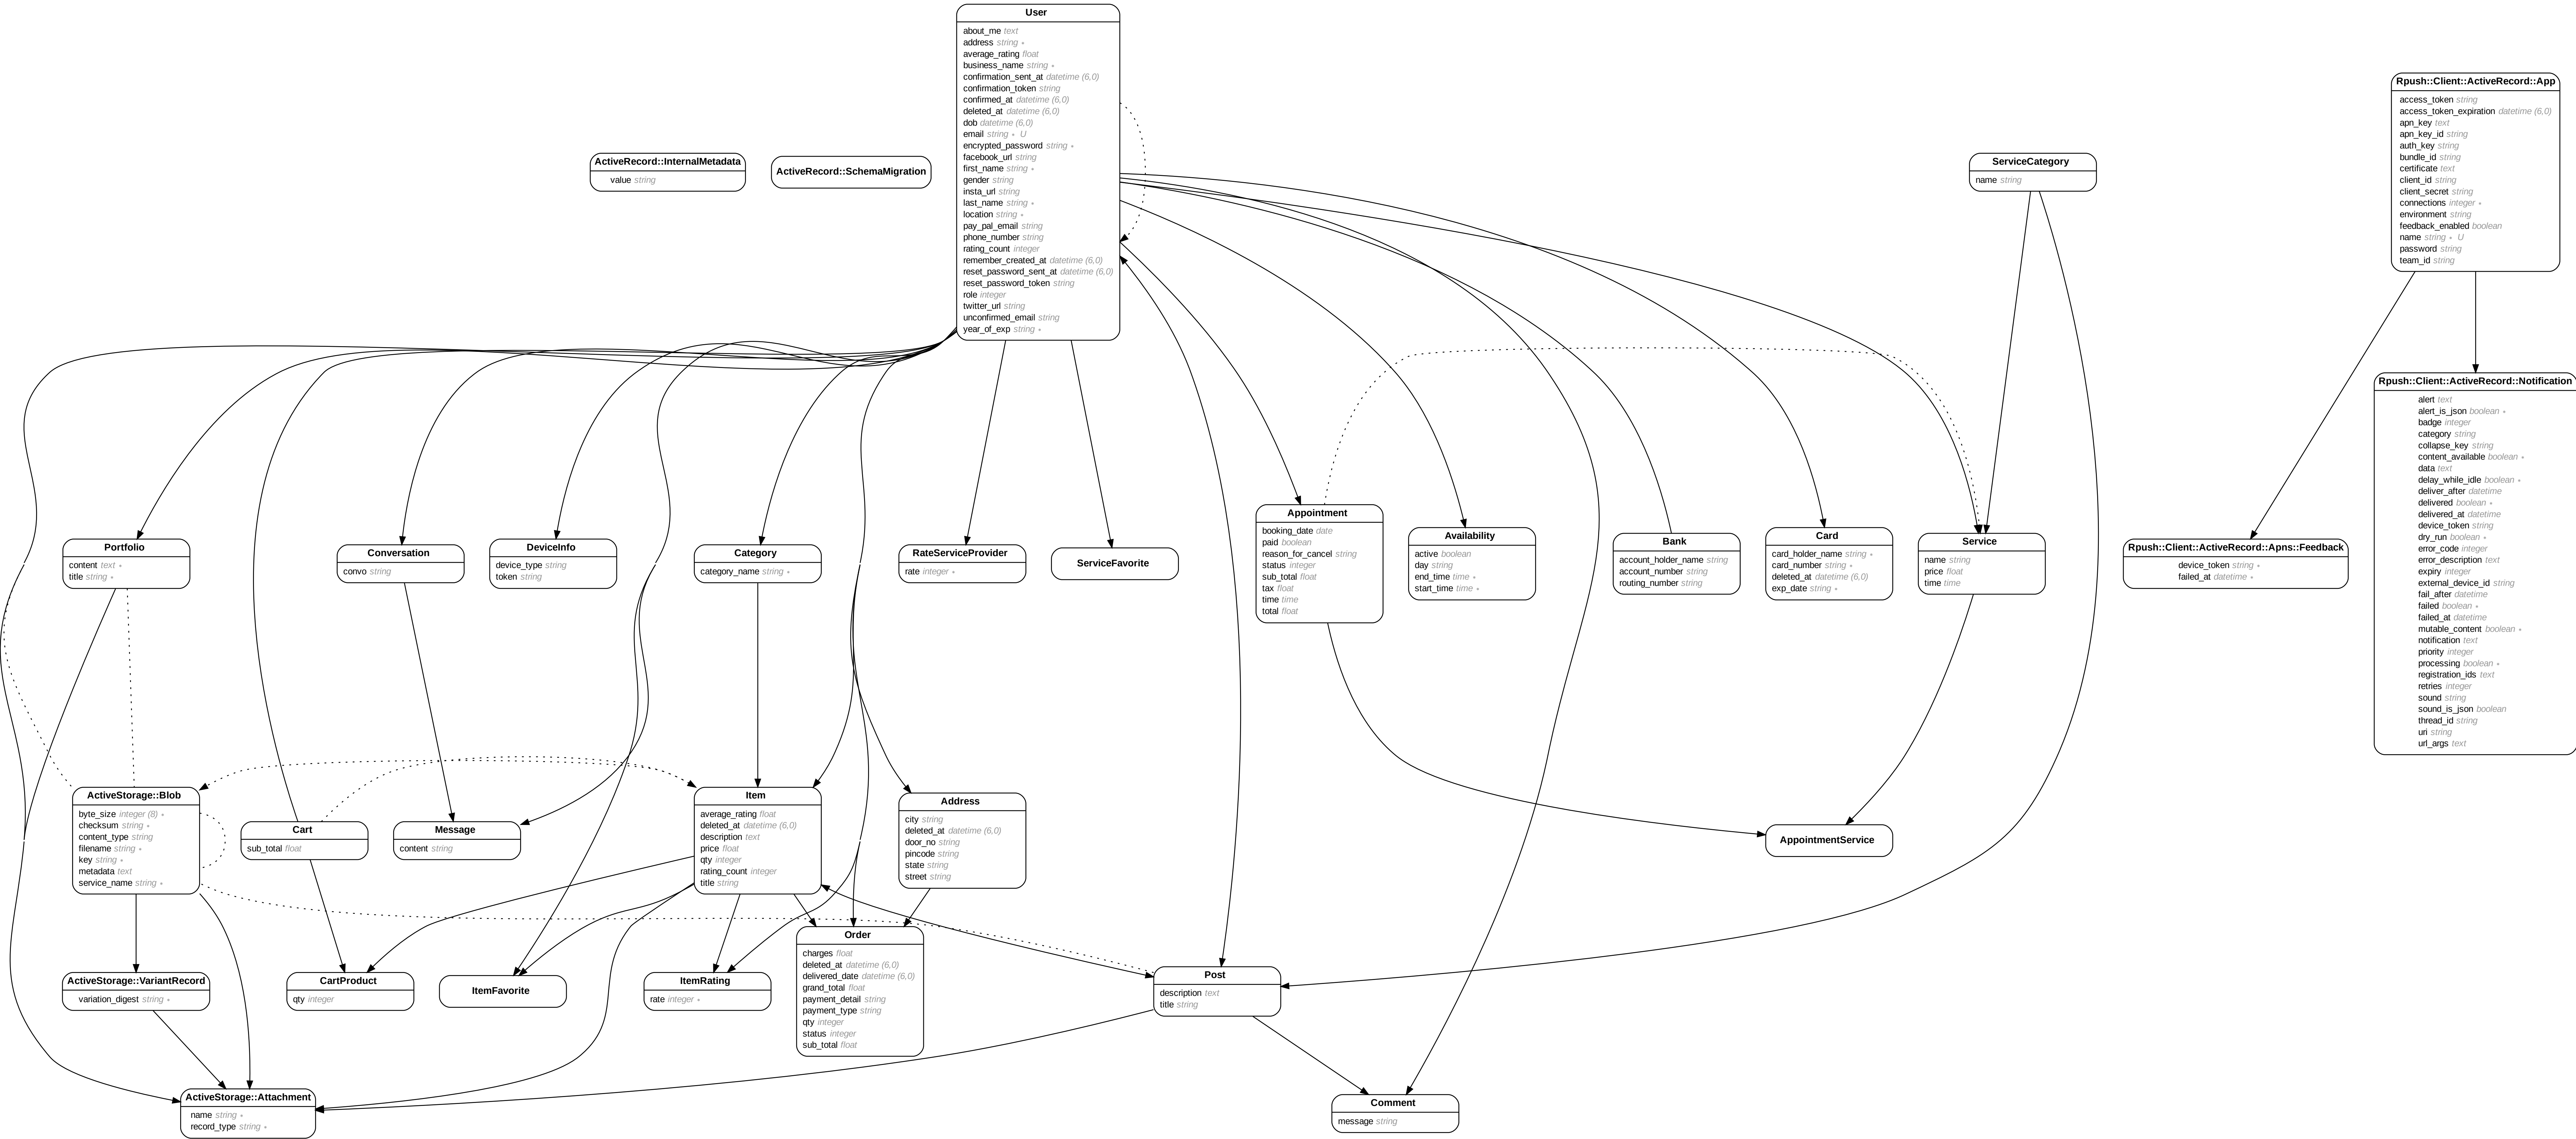 User
about_me text
address string ∗
average_rating float
business_name string ∗
confirmation_sent_at datetime (6,0)
confirmation_token string
confirmed_at datetime (6,0)
deleted_at datetime (6,0)
dob datetime (6,0)
email string ∗ U
encrypted_password string ∗
facebook_url string
first_name string ∗
gender string
insta_url string
last_name string ∗
location string ∗
pay_pal_email string
phone_number string
rating_count integer
remember_created_at datetime (6,0)
reset_password_sent_at datetime (6,0)
reset_password_token string
role integer
twitter_url string
unconfirmed_email string
year_of_exp string ∗
Rpush::Client::ActiveRecord::App
access_token string
access_token_expiration datetime (6,0)
apn_key text
apn_key_id string
auth_key string
bundle_id string
certificate text
client_id string
client_secret string
connections integer ∗
environment string
feedback_enabled boolean
name string ∗ U
password string
team_id string
ActiveRecord::InternalMetadata
value string
ActiveRecord::SchemaMigration
ServiceCategory
name string
Rpush::Client::ActiveRecord::Notification
alert text
alert_is_json boolean ∗
badge integer
category string
collapse_key string
content_available boolean ∗
data text
delay_while_idle boolean ∗
deliver_after datetime
delivered boolean ∗
delivered_at datetime
device_token string
dry_run boolean ∗
error_code integer
error_description text
expiry integer
external_device_id string
fail_after datetime
failed boolean ∗
failed_at datetime
mutable_content boolean ∗
notification text
priority integer
processing boolean ∗
registration_ids text
retries integer
sound string
sound_is_json boolean
thread_id string
uri string
url_args text
Portfolio
content text ∗
title string ∗
Conversation
convo string
DeviceInfo
device_type string
token string
Category
category_name string ∗
RateServiceProvider
rate integer ∗
ServiceFavorite
Appointment
booking_date date
paid boolean
reason_for_cancel string
status integer
sub_total float
tax float
time time
total float
Availability
active boolean
day string
end_time time ∗
start_time time ∗
Bank
account_holder_name string
account_number string
routing_number string
Card
card_holder_name string ∗
card_number string ∗
deleted_at datetime (6,0)
exp_date string ∗
Service
name string
price float
time time
Rpush::Client::ActiveRecord::Apns::Feedback
device_token string ∗
failed_at datetime ∗
ActiveStorage::Blob
byte_size integer (8) ∗
checksum string ∗
content_type string
filename string ∗
key string ∗
metadata text
service_name string ∗
Cart
sub_total float
Message
content string
Item
average_rating float
deleted_at datetime (6,0)
description text
price float
qty integer
rating_count integer
title string
Address
city string
deleted_at datetime (6,0)
door_no string
pincode string
state string
street string
AppointmentService
ActiveStorage::VariantRecord
variation_digest string ∗
CartProduct
qty integer
ItemFavorite
ItemRating
rate integer ∗
Order
charges float
deleted_at datetime (6,0)
delivered_date datetime (6,0)
grand_total float
payment_detail string
payment_type string
qty integer
status integer
sub_total float
Post
description text
title string
ActiveStorage::Attachment
name string ∗
record_type string ∗
Comment
message string